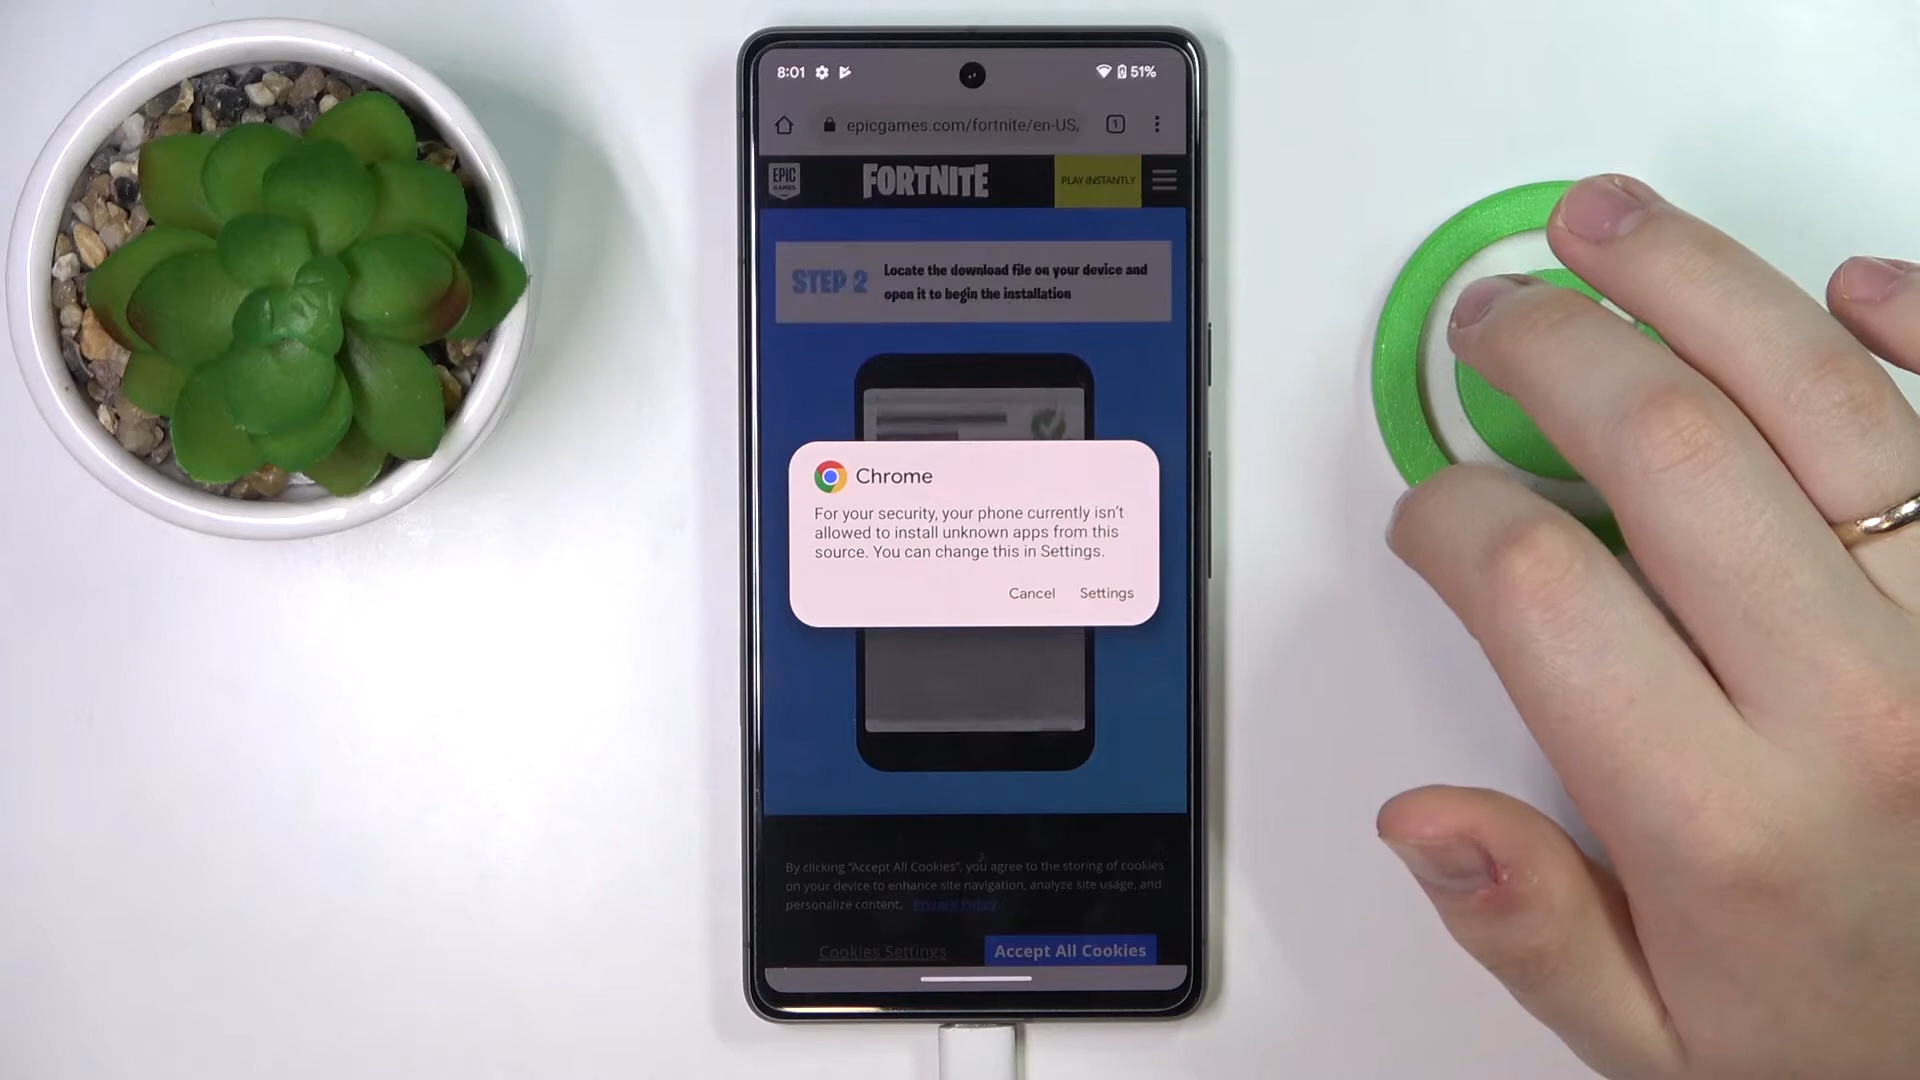 8:01
51%
epicgames.com/fortnite/en-US,
1
EPIC
GAMES
FORTNITE
PLAY INSTANTLY
STEP 2
Locate the download file on your device and
open it to begin the installation
Chrome
For your security, your phone currently isn't
allowed to install unknown apps from this
source. You can change this in Settings.
Cancel Settings
By clicking "Accept All Cookies", you agree to the storing of cookies
on your device to enhance site navigation, analyze site usage, and
personalize content. Privacy Policy
Cookies Settings
Accept All Cookies